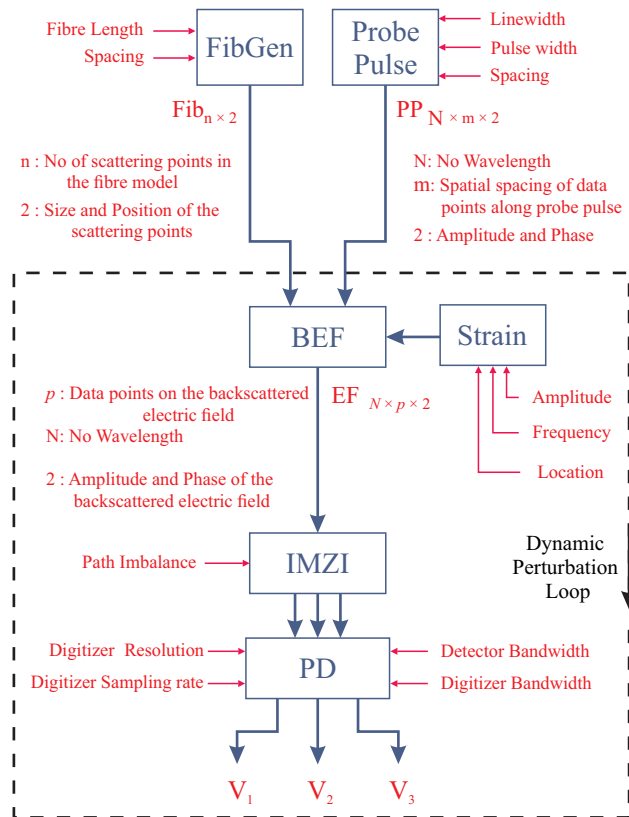 Fibre Length
Spacing
FibGen
Probe
Pulse
Linewidth
Pulse width
Spacing
Fib n × 2
PP N × m × 2
n : No of scattering points in
the fibre model
2 : Size and Position of the
scattering points
N: No Wavelength
m: Spatial spacing of data
points along probe pulse
2 : Amplitude and Phase
BEF
Strain
p : Data points on the backscattered
electric field
N: No Wavelength
2 : Amplitude and Phase of the
backscattered electric field
EF N × p × 2
Amplitude
Frequency
Location
Path Imbalance
IMZI
Dynamic
Perturbation
Loop
Digitizer Resolution
Digitizer Sampling rate
PD
Detector Bandwidth
Digitizer Bandwidth
V1
V2
V3